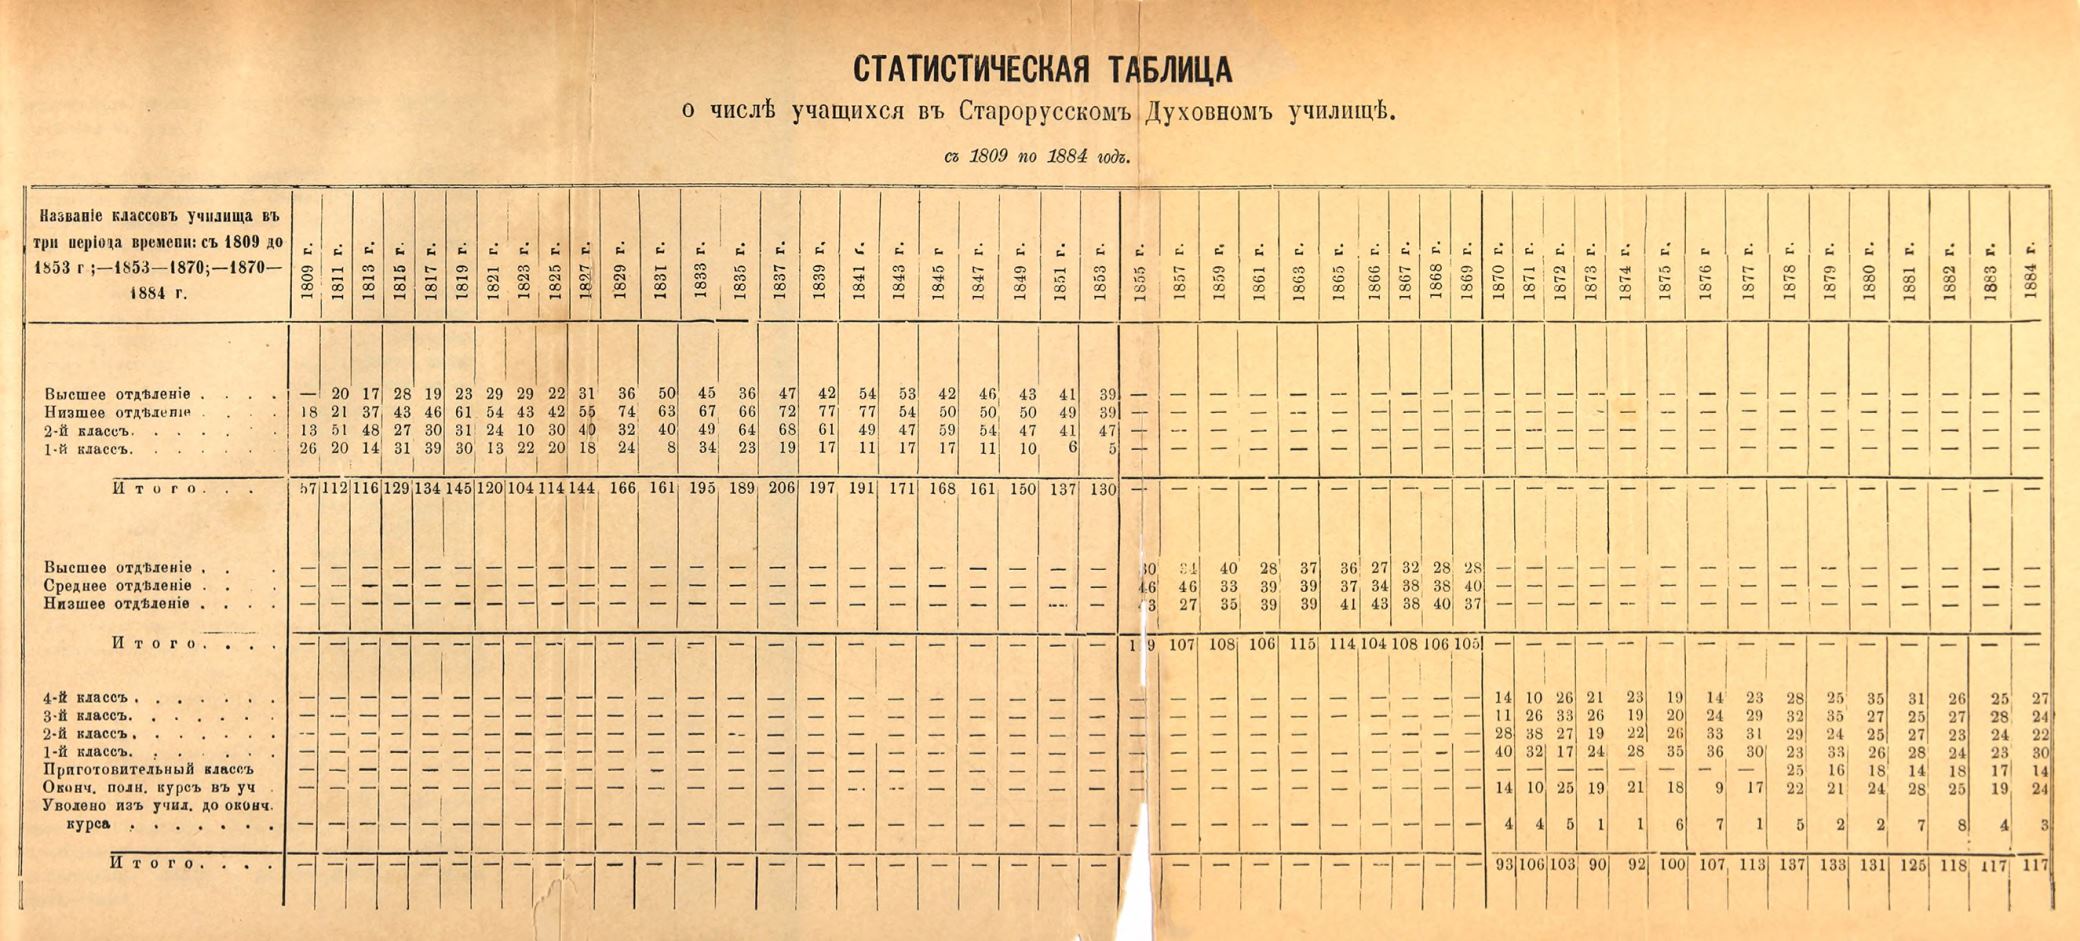 СТАТИСТИЧЕСКАЯ ТАБЛИЦА
о числѣ учащихся въ Старорусскомъ Духовномъ училищѣ.
съ 1809 по 1884 годъ.
Названіе классовъ училища въ три періода времени: съ 1809 до 1853 г ;—1853—1870;—1870—1884 г. 1809 г. 1811 г. 1813 г. 1815 г. 1817 г. 1819 г. 1821 г. 1823 г. 1825 г. 1827 г. 1829 г. 1831 г. 1833 г. 1835 г. 1837 г. 1839 г. 1841 г. 1843 г. 1845 г. 1847 г. 1849 г. 1851 г. 1853 г. 1855 г. 1857 г. 1859 г. 1861 г. 1863 г. 1865 г. 1866 г. 1867 г. 1868 г. 1869 г. 1870 г. 1871 г. 1872 г. 1873 г. 1874 г. 1875 г. 1876 г 1877 г. 1878 г. 1879 г. 1880 г. 1881 г. 1882 г. 1883 г. 1884 г.
Высшее отдѣленіе . . . . — 20 17 28 19 23 29 29 22 31 36 50 45 36 47 42 54 53 42 46 43 41 39 — — — — — — — — — — — — — — — — — — — — — — — — —
Низшее отдѣленіе . . . . 18 21 37 43 46 61 54 43 42 55 74 63 67 66 72 77 77 54 50 50 50 49 39 — — — — — — — — — — — — — — — — — — — — — — — — —
2-й классъ. . . . . . . 13 51 48 27 30 31 24 10 30 40 32 40 49 64 68 61 49 47 59 54 47 41 47 — — — — — — — — — — — — — — — — — — — — — — — — —
1-й классъ. . . . . . . 26 20 14 31 39 30 13 22 20 18 24 8 34 23 19 17 11 17 17 11 10 6 5 — — — — — — — — — — — — — — — — — — — — — — — — —
Итого. . . 57 112 116 129 134 145 120 104 114 144 166 161 195 189 206 197 191 171 168 161 150 137 130 — — — — — — — — — — — — — — — — — — — — — — — — —
Высшее отдѣленіе . . . — — — — — — — — — — — — — — — — — — — — — — — 34 40 28 37 36 27 32 28 28 — — — — — — — — — — — — — — —
Среднее отдѣленіе . . . — — — — — — — — — — — — — — — — — — — — — — — 46 46 33 39 39 37 34 38 38 40 — — — — — — — — — — — — — — —
Низшее отдѣленіе . . . . — — — — — — — — — — — — — — — — — — — — — — — 27 35 39 39 41 43 38 40 37 — — — — — — — — — — — — — — —
Итого. . . . — — — — — — — — — — — — — — — — — — — — — — — 107 108 106 115 114 104 108 106 105 — — — — — — — — — — — — — — —
4-й классъ . . . . . . . — — — — — — — — — — — — — — — — — — — — — — — — — — — — — — — — — 14 10 26 21 23 19 14 23 28 25 35 31 26 25 27
3-й классъ. . . . . . . — — — — — — — — — — — — — — — — — — — — — — — — — — — — — — — — — 11 26 33 26 19 20 24 29 32 35 27 25 27 28 24
2-й классъ . . . . . . . — — — — — — — — — — — — — — — — — — — — — — — — — — — — — — — — — 28 38 27 19 22 26 33 31 29 24 25 27 23 24 22
1-й классъ. . . . . . . — — — — — — — — — — — — — — — — — — — — — — — — — — — — — — — — — 40 32 17 24 28 35 36 30 23 33 26 28 24 23 30
Приготовительный классъ — — — — — — — — — — — — — — — — — — — — — — — — — — — — — — — — — — — — — — — — — 25 16 18 14 18 17 14
Оконч. полн. курсъ въ уч . — — — — — — — — — — — — — — — — — — — — — — — — — — — — — — — — — 14 10 25 19 21 18 9 17 22 21 24 28 25 19 24
Уволено изъ учил. до оконч.
курса . . . . . . . — — — — — — — — — — — — — — — — — — — — — — — — — — — — — — — — — 4 4 5 1 1 6 7 1 5 2 2 7 8 4 3
Итого. . . . — — — — — — — — — — — — — — — — — — — — — — — — — — — — — — — — — 93 106 103 90 92 100 107 113 137 133 131 125 118 117 117